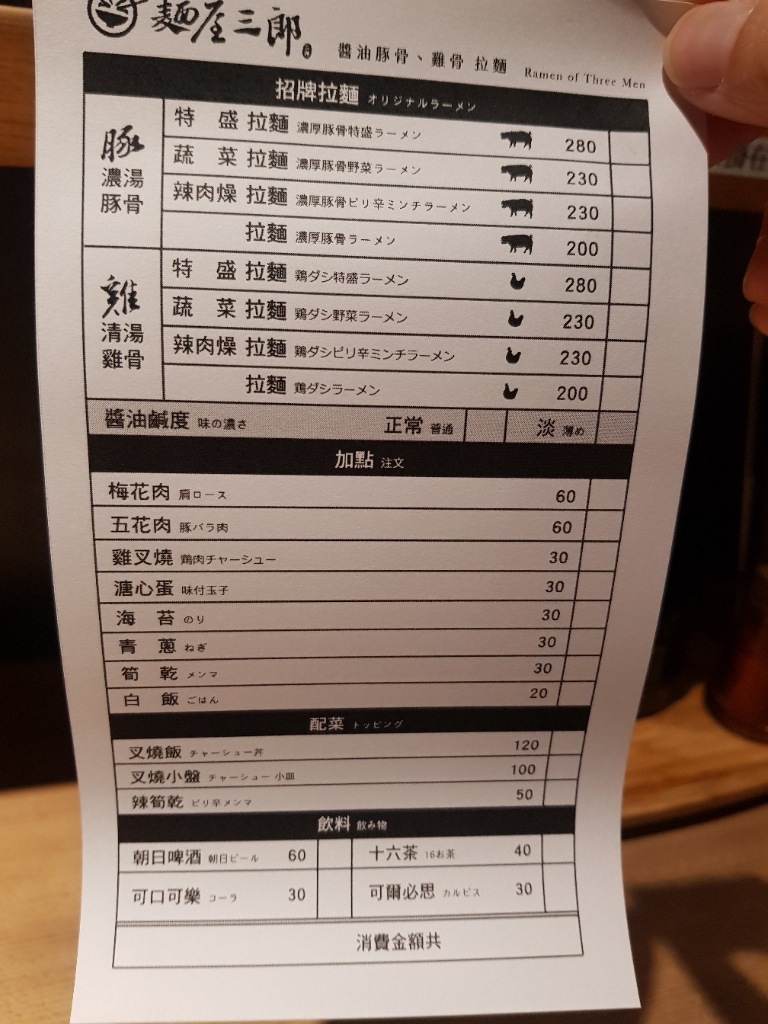 麵屋三郎 醬油豚骨、雞骨 拉麵 Ramen of Three Men
招牌拉麵 オリジナルラーメン
豚
濃湯
豚骨
特 盛 拉麵 濃厚豚骨特盛ラーメン 280
蔬 菜 拉麵 濃厚豚骨野菜ラーメン 230
辣肉燥 拉麵 濃厚豚骨ピリ辛ミンチラーメン 230
拉麵 濃厚豚骨ラーメン 200
雞
清湯
雞骨
特 盛 拉麵 鶏ダシ特盛ラーメン 280
蔬 菜 拉麵 鶏ダシ野菜ラーメン 230
辣肉燥 拉麵 鶏ダシピリ辛ミンチラーメン 230
拉麵 鶏ダシラーメン 200
醬油鹹度 味の濃さ 正常 普通 淡 薄め
加點 注文
梅花肉 肩ロース 60
五花肉 豚バラ肉 60
雞叉燒 鶏肉チャーシュー 30
溏心蛋 味付玉子 30
海 苔 のり 30
青 蔥 ねぎ 30
筍 乾 メンマ 30
白 飯 ごはん 20
配菜 トッピング
叉燒飯 チャーシュー丼 120
叉燒小盤 チャーシュー 小皿 100
辣筍乾 ピリ辛メンマ 50
飲料 飲み物
朝日啤酒 朝日ビール 60 十六茶 16お茶 40
可口可樂 コーラ 30 可爾必思 カルピス 30
消費金額共